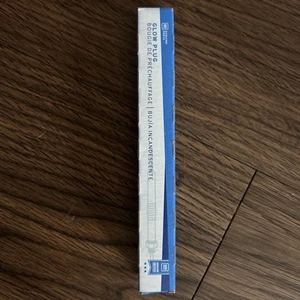 GLOW PLUG
BOUGIE DE PRÉCHAUFFAGE | BUJÍA INCANDESCENTE